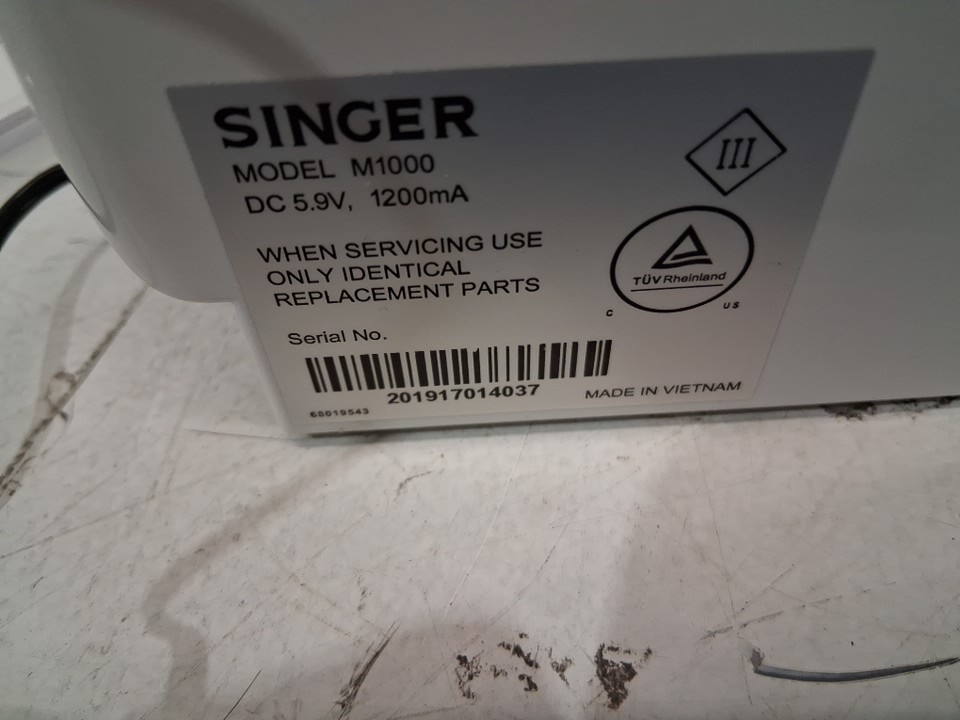 SINGER
MODEL M1000
DC 5.9V, 1200mA
III
WHEN SERVICING USE
ONLY IDENTICAL
REPLACEMENT PARTS
TÜV Rheinland
C US
Serial No.
201917014037
68019543
MADE IN VIETNAM